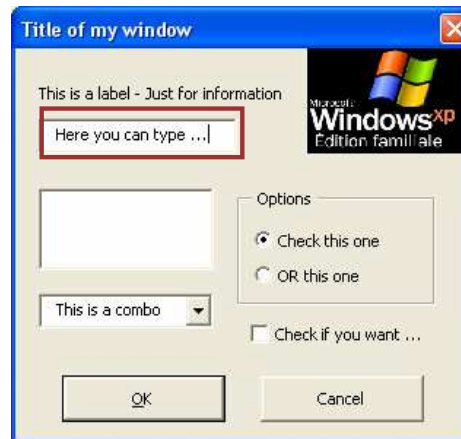 Title of my window
This is a label - Just for information
Microsoft
Windows xp
Édition familiale
Here you can type ...
Options
Check this one
OR this one
This is a combo
Check if you want ...
OK
Cancel